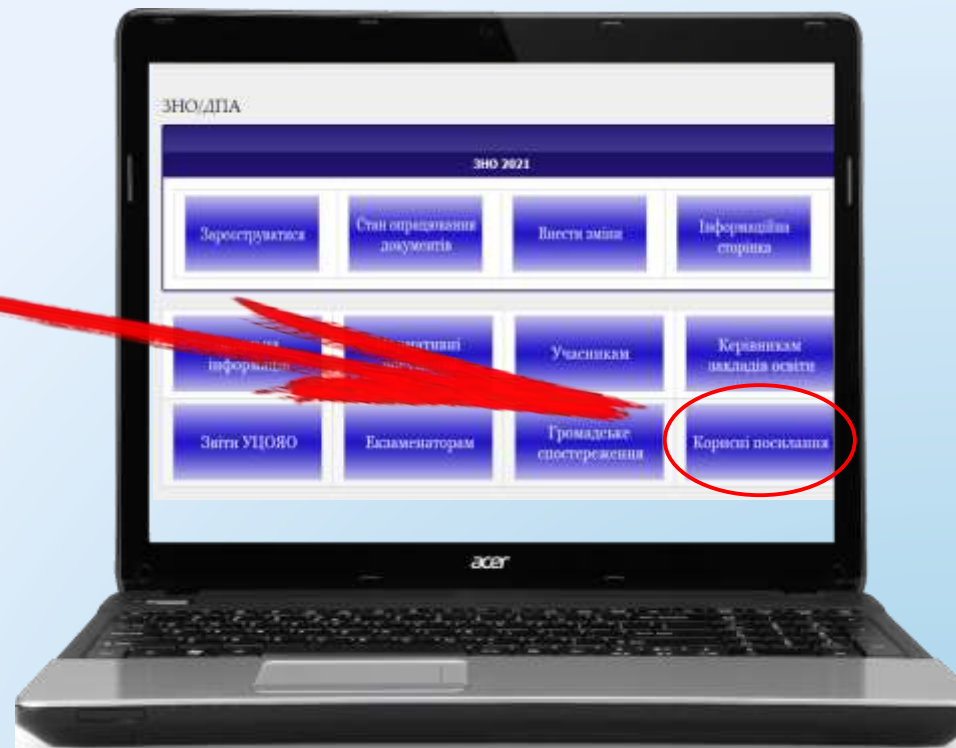 ЗНО/ДПА
ЗНО 2021
Зареєструватися
Стан опрацювання
документів
Внести зміни
Інформаційна
сторінка
інформація
Учасникам
Керівникам
закладів освіти
Звіти УЦОЯО
Екзаменаторам
Громадське
спостереження
Корисні посилання
acer